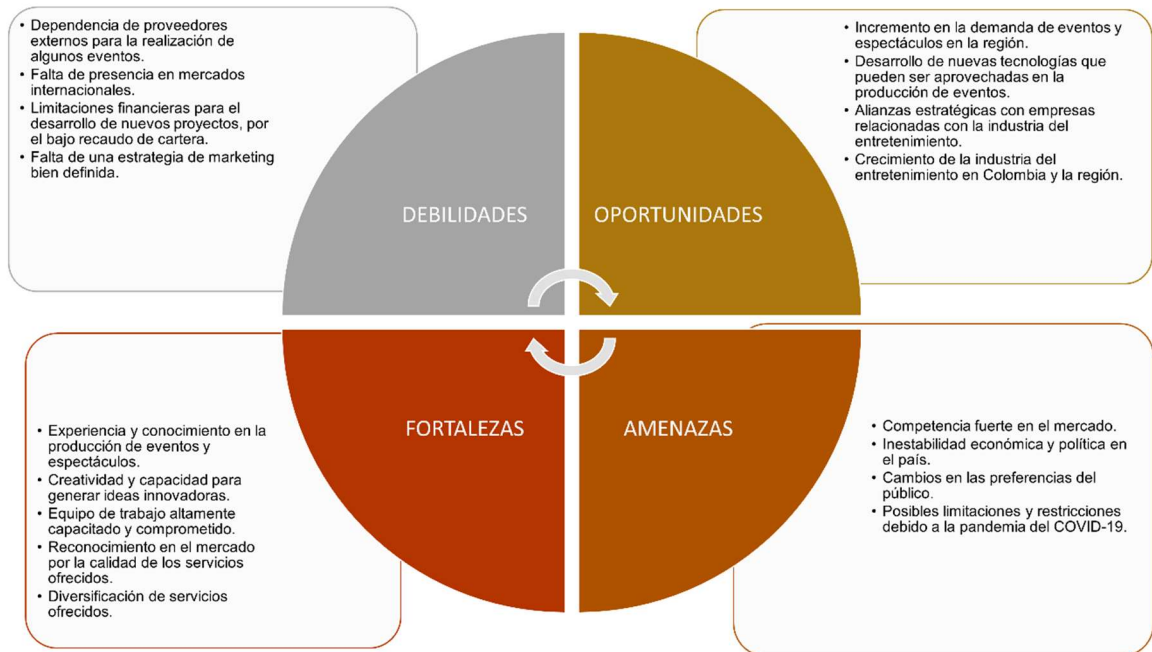 • Dependencia de proveedores
externos para la realización de
algunos eventos.
• Falta de presencia en mercados
internacionales.
• Limitaciones financieras para el
desarrollo de nuevos proyectos, por
el bajo recaudo de cartera.
• Falta de una estrategia de marketing
bien definida.
DEBILIDADES
OPORTUNIDADES
• Incremento en la demanda de eventos y
espectáculos en la región.
• Desarrollo de nuevas tecnologías que
pueden ser aprovechadas en la
producción de eventos.
• Alianzas estratégicas con empresas
relacionadas con la industria del
entretenimiento.
• Crecimiento de la industria del
entretenimiento en Colombia y la región.
• Experiencia y conocimiento en la
producción de eventos y
espectáculos.
• Creatividad y capacidad para
generar ideas innovadoras.
• Equipo de trabajo altamente
capacitado y comprometido.
• Reconocimiento en el mercado
por la calidad de los servicios
ofrecidos.
• Diversificación de servicios
ofrecidos.
FORTALEZAS
AMENAZAS
• Competencia fuerte en el mercado.
• Inestabilidad económica y política en
el país.
• Cambios en las preferencias del
público.
• Posibles limitaciones y restricciones
debido a la pandemia del COVID-19.